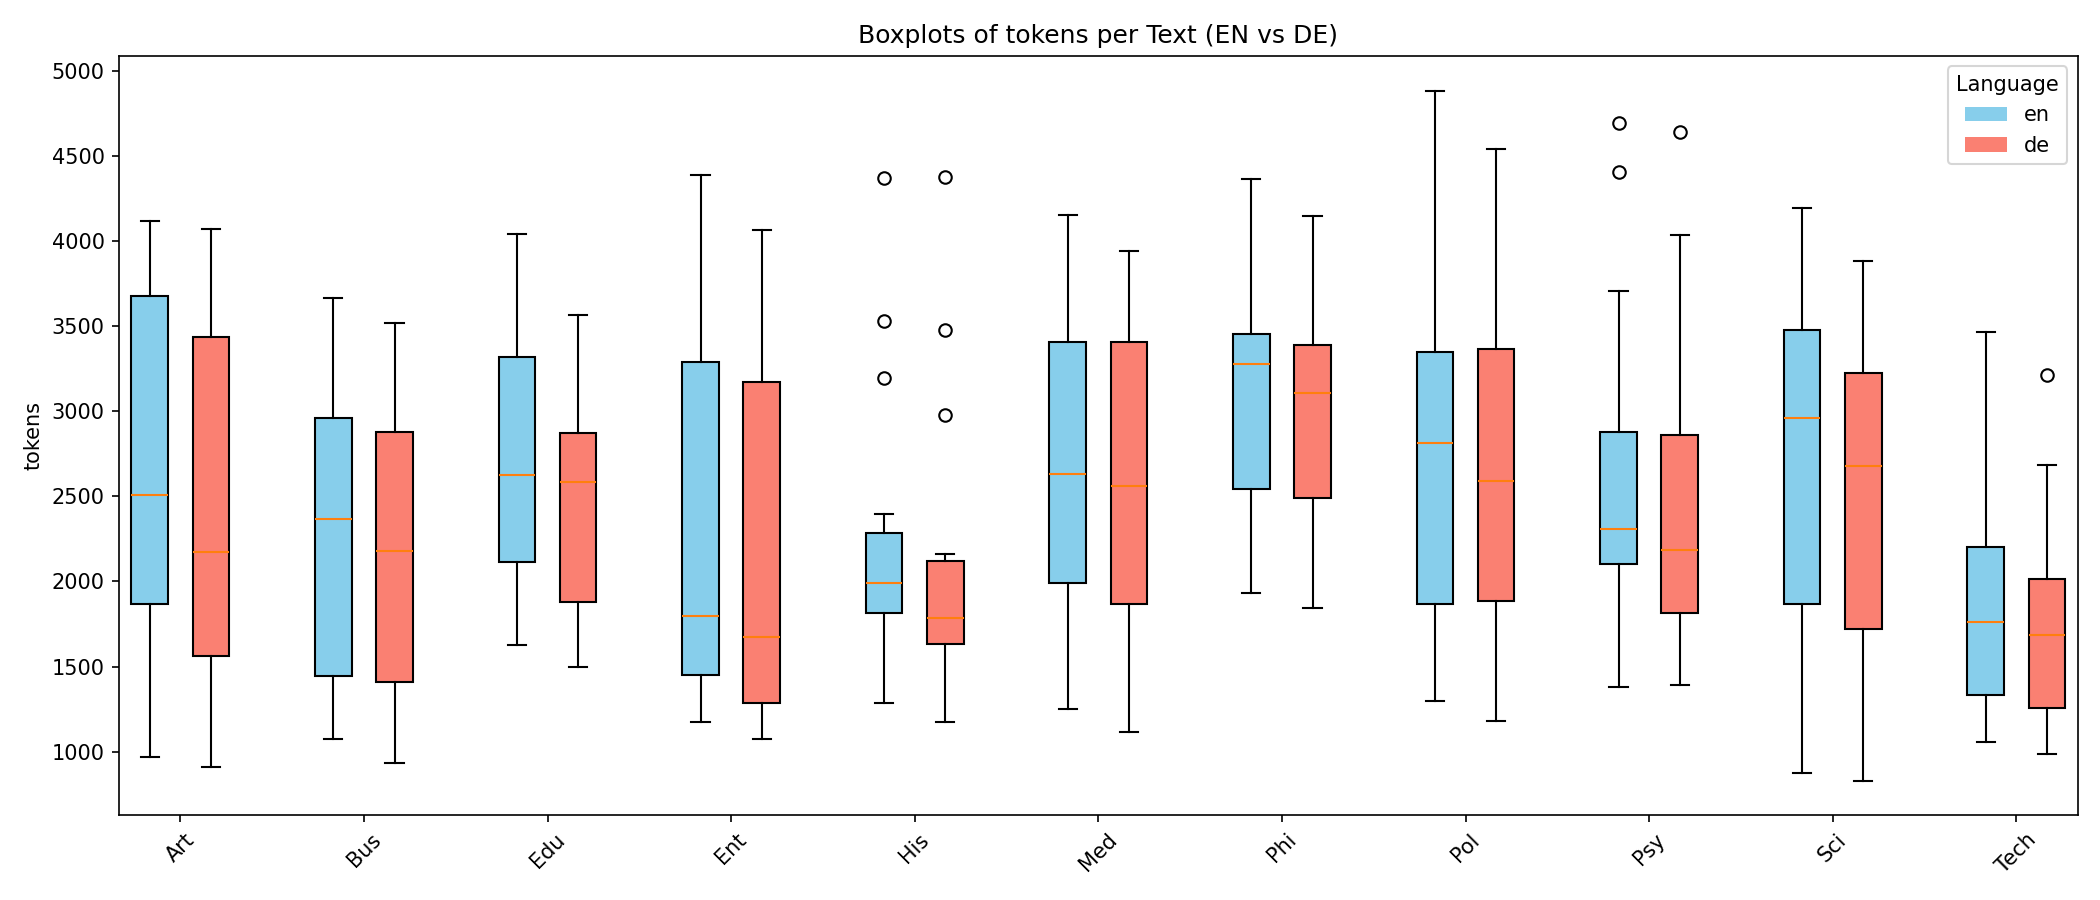 Boxplots of tokens per Text (EN vs DE)
Language
en
de
tokens
5000
4500
4000
3500
3000
2500
2000
1500
1000
Art
Bus
Edu
Ent
His
Med
Phi
Pol
Psy
Sci
Tech